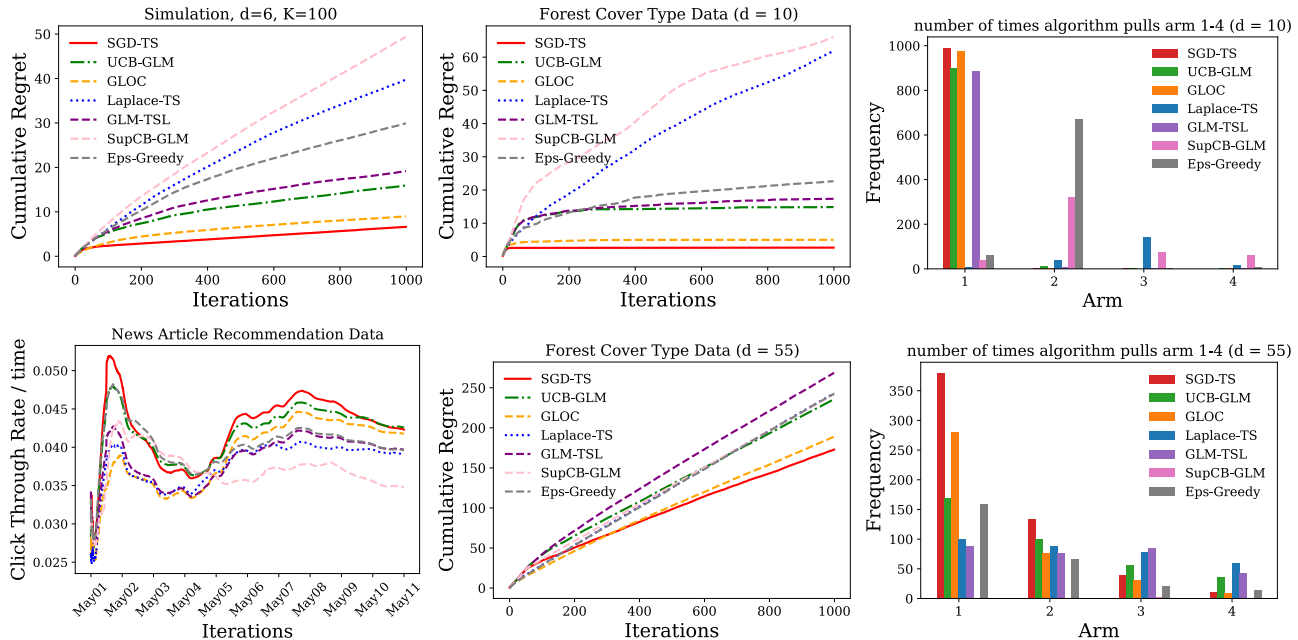 Simulation, d=6, K=100
Cumulative Regret
50
40
30
20
10
0
SGD-TS
UCB-GLM
GLOC
Laplace-TS
GLM-TSL
SupCB-GLM
Eps-Greedy
0 200 400 600 800 1000
Iterations
Forest Cover Type Data (d = 10)
Cumulative Regret
60
50
40
30
20
10
0
SGD-TS
UCB-GLM
GLOC
Laplace-TS
GLM-TSL
SupCB-GLM
Eps-Greedy
0 200 400 600 800 1000
Iterations
number of times algorithm pulls arm 1-4 (d = 10)
Frequency
1000
800
600
400
200
0
SGD-TS
UCB-GLM
GLOC
Laplace-TS
GLM-TSL
SupCB-GLM
Eps-Greedy
1 2 3 4
Arm
News Article Recommendation Data
Click Through Rate / time
0.050
0.045
0.040
0.035
0.030
0.025
May01 May02 May03 May04 May05 May06 May07 May08 May09 May10 May11
Iterations
Forest Cover Type Data (d = 55)
Cumulative Regret
250
200
150
100
50
0
SGD-TS
UCB-GLM
GLOC
Laplace-TS
GLM-TSL
SupCB-GLM
Eps-Greedy
0 200 400 600 800 1000
Iterations
number of times algorithm pulls arm 1-4 (d = 55)
Frequency
350
300
250
200
150
100
50
0
SGD-TS
UCB-GLM
GLOC
Laplace-TS
GLM-TSL
SupCB-GLM
Eps-Greedy
1 2 3 4
Arm